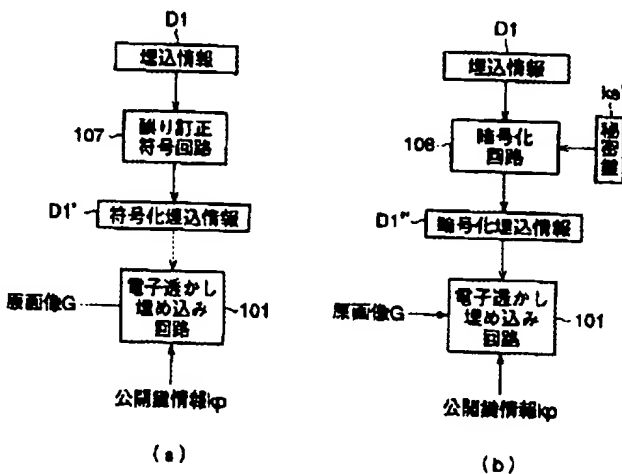 D1
埋込情報
107
誤り訂正
符号回路
D1'
符号化埋込情報
原画像G
電子透かし
埋め込み
回路
101
公開鍵情報kp
(a)
D1
埋込情報
ks'
秘密鍵
108
暗号化
回路
D1"
暗号化埋込情報
原画像G
電子透かし
埋め込み
回路
101
公開鍵情報kp
(b)